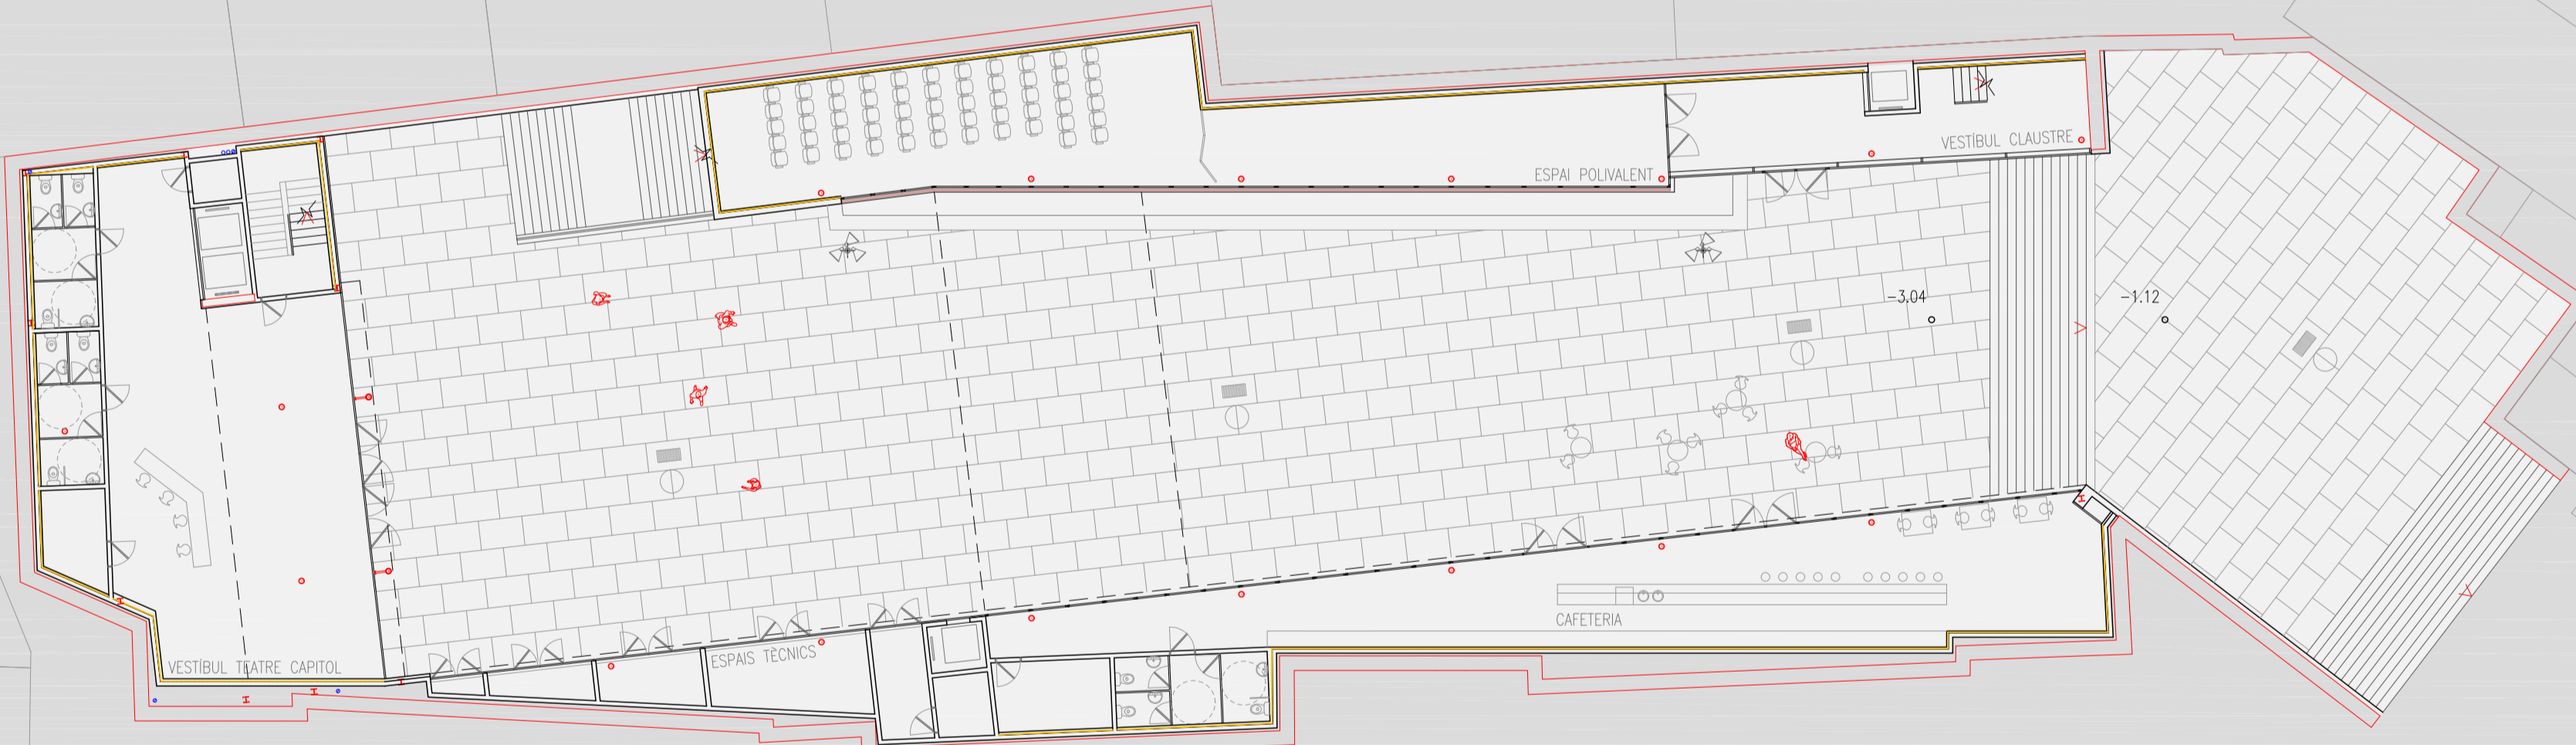 VESTÍBUL CLAUSTRE
ESPAI POLIVALENT
-3.04
-1.12
CAFETERIA
ESPAIS TÈCNICS
VESTÍBUL TEATRE CAPITOL